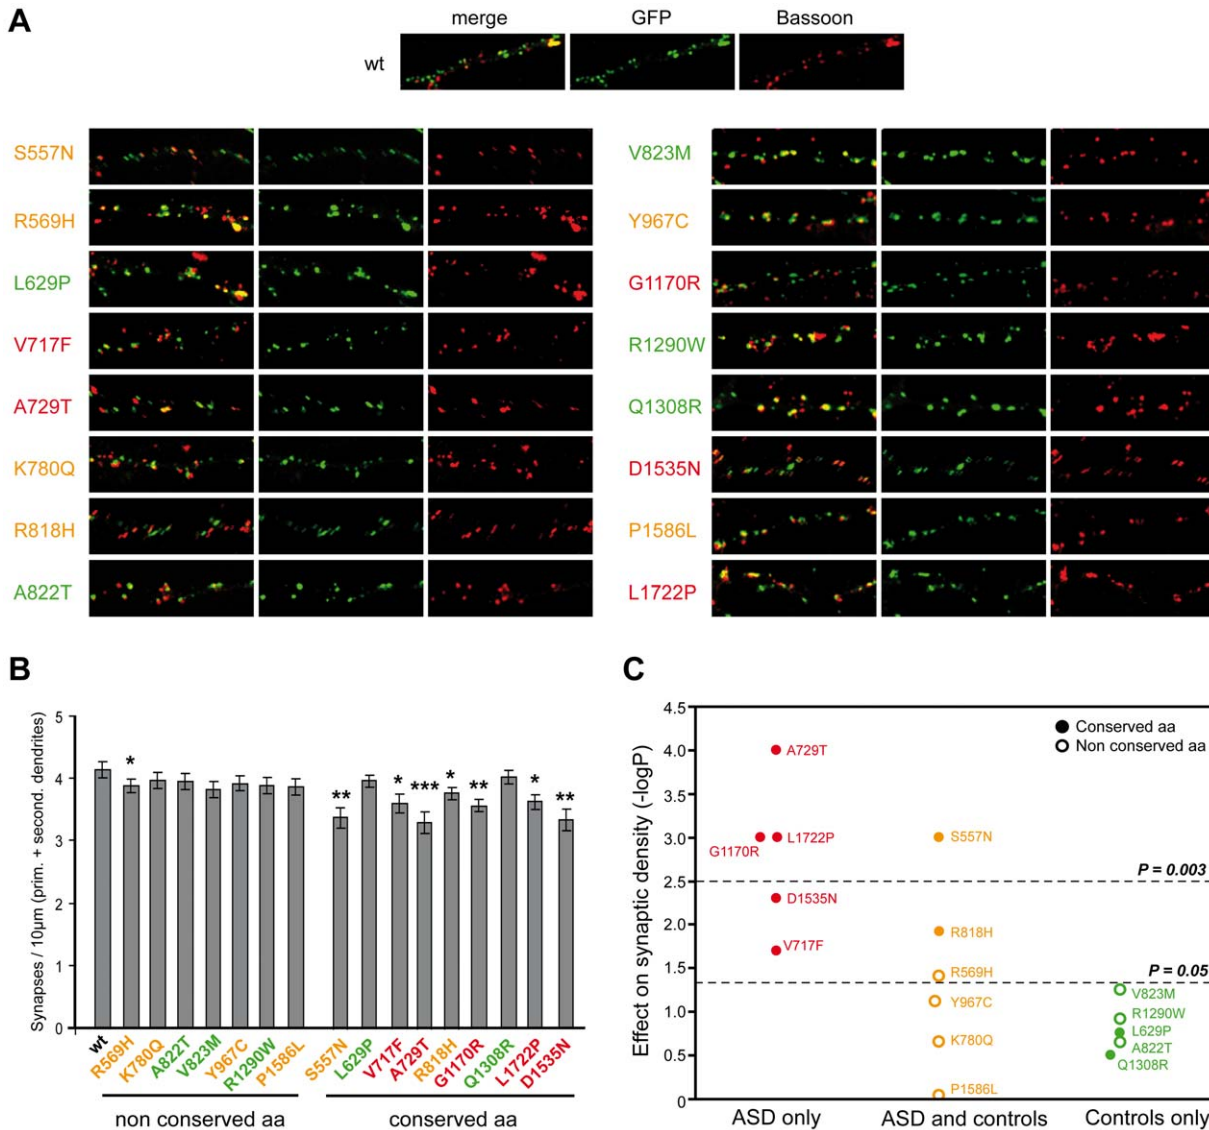 A
merge GFP Bassoon
wt
S557N
R569H
L629P
V717F
A729T
K780Q
R818H
A822T
V823M
Y967C
G1170R
R1290W
Q1308R
D1535N
P1586L
L1722P
B
Synapses / 10µm (prim. + second. dendrites)
5
4
3
2
1
0
* ** * *** * ** * **
wt R569H K780Q A822T V823M Y967C R1290W P1586L S557N L629P V717F A729T R818H G1170R Q1308R L1722P D1535N
non conserved aa conserved aa
C
Effect on synaptic density (-logP)
4.5
4.0
3.5
3.0
2.5
2.0
1.5
1.0
0.5
0
Conserved aa
Non conserved aa
A729T
G1170R
L1722P
D1535N
V717F
S557N
R818H
R569H
Y967C
K780Q
P1586L
P = 0.003
P = 0.05
V823M
R1290W
L629P
A822T
Q1308R
ASD only ASD and controls Controls only